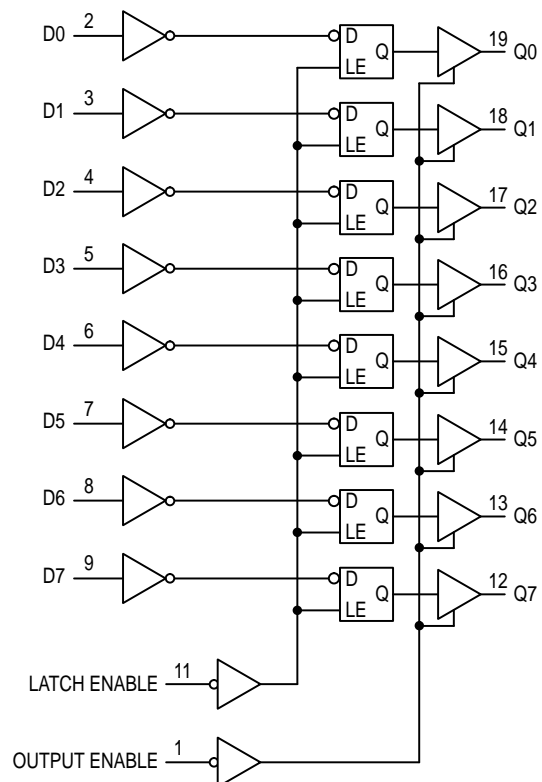 D0 2 D Q LE 19 Q0
D1 3 D Q LE 18 Q1
D2 4 D Q LE 17 Q2
D3 5 D Q LE 16 Q3
D4 6 D Q LE 15 Q4
D5 7 D Q LE 14 Q5
D6 8 D Q LE 13 Q6
D7 9 D Q LE 12 Q7
LATCH ENABLE 11
OUTPUT ENABLE 1